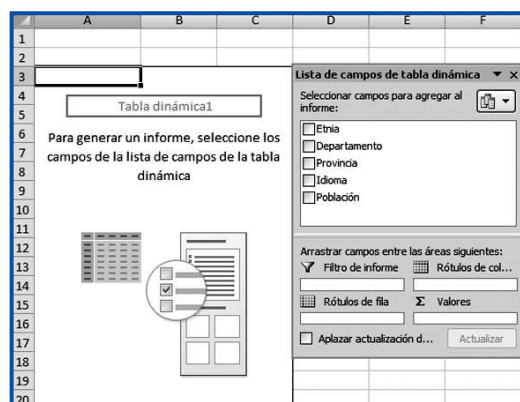 A B C D E F
1
2
3
4
5
6
7
8
9
10
11
12
13
14
15
16
17
18
19
20
Tabla dinámica1
Para generar un informe, seleccione los
campos de la lista de campos de la tabla
dinámica
Lista de campos de tabla dinámica
Seleccionar campos para agregar al
informe:
Etnia
Departamento
Provincia
Idioma
Población
Arrastrar campos entre las áreas siguientes:
Filtro de informe Rótulos de col...
Rótulos de fila Σ Valores
Aplazar actualización d... Actualizar